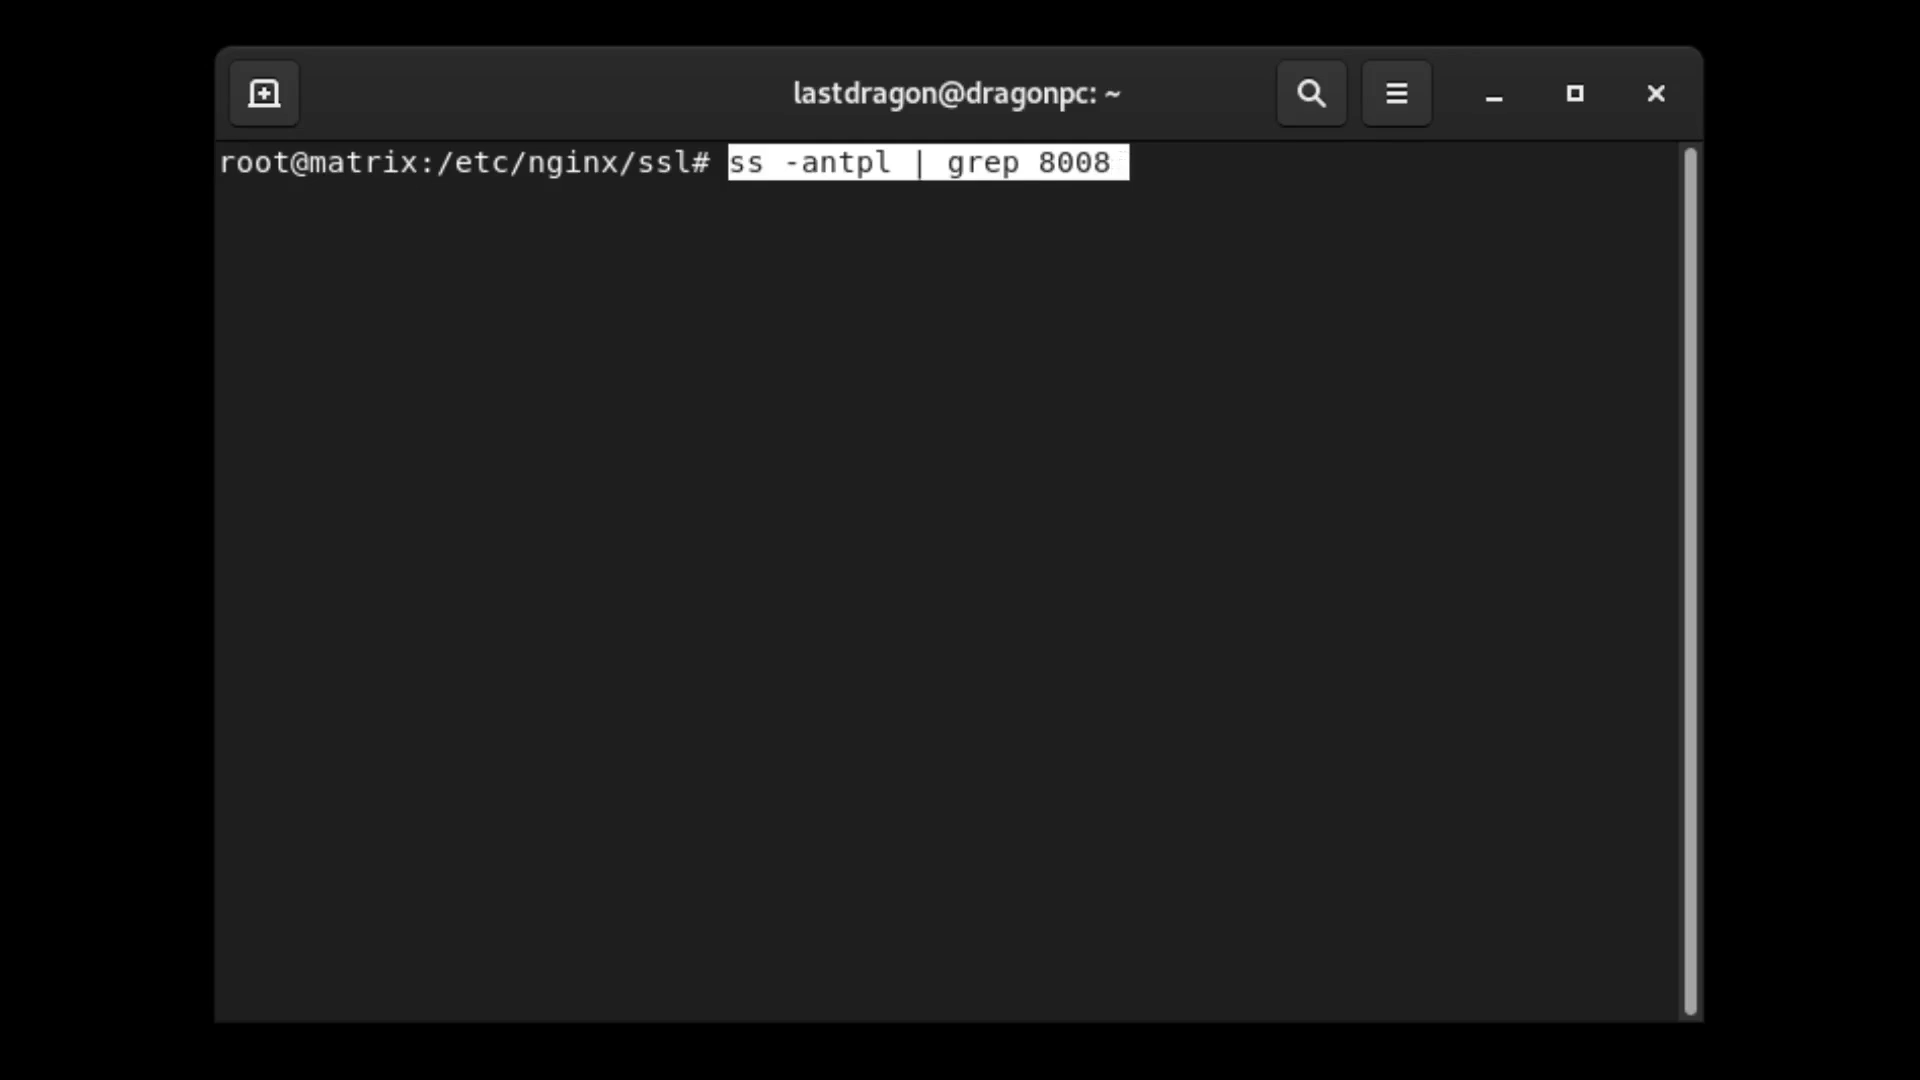 lastdragon@dragonpc: ~
root@matrix:/etc/nginx/ssl# ss -antpl | grep 8008